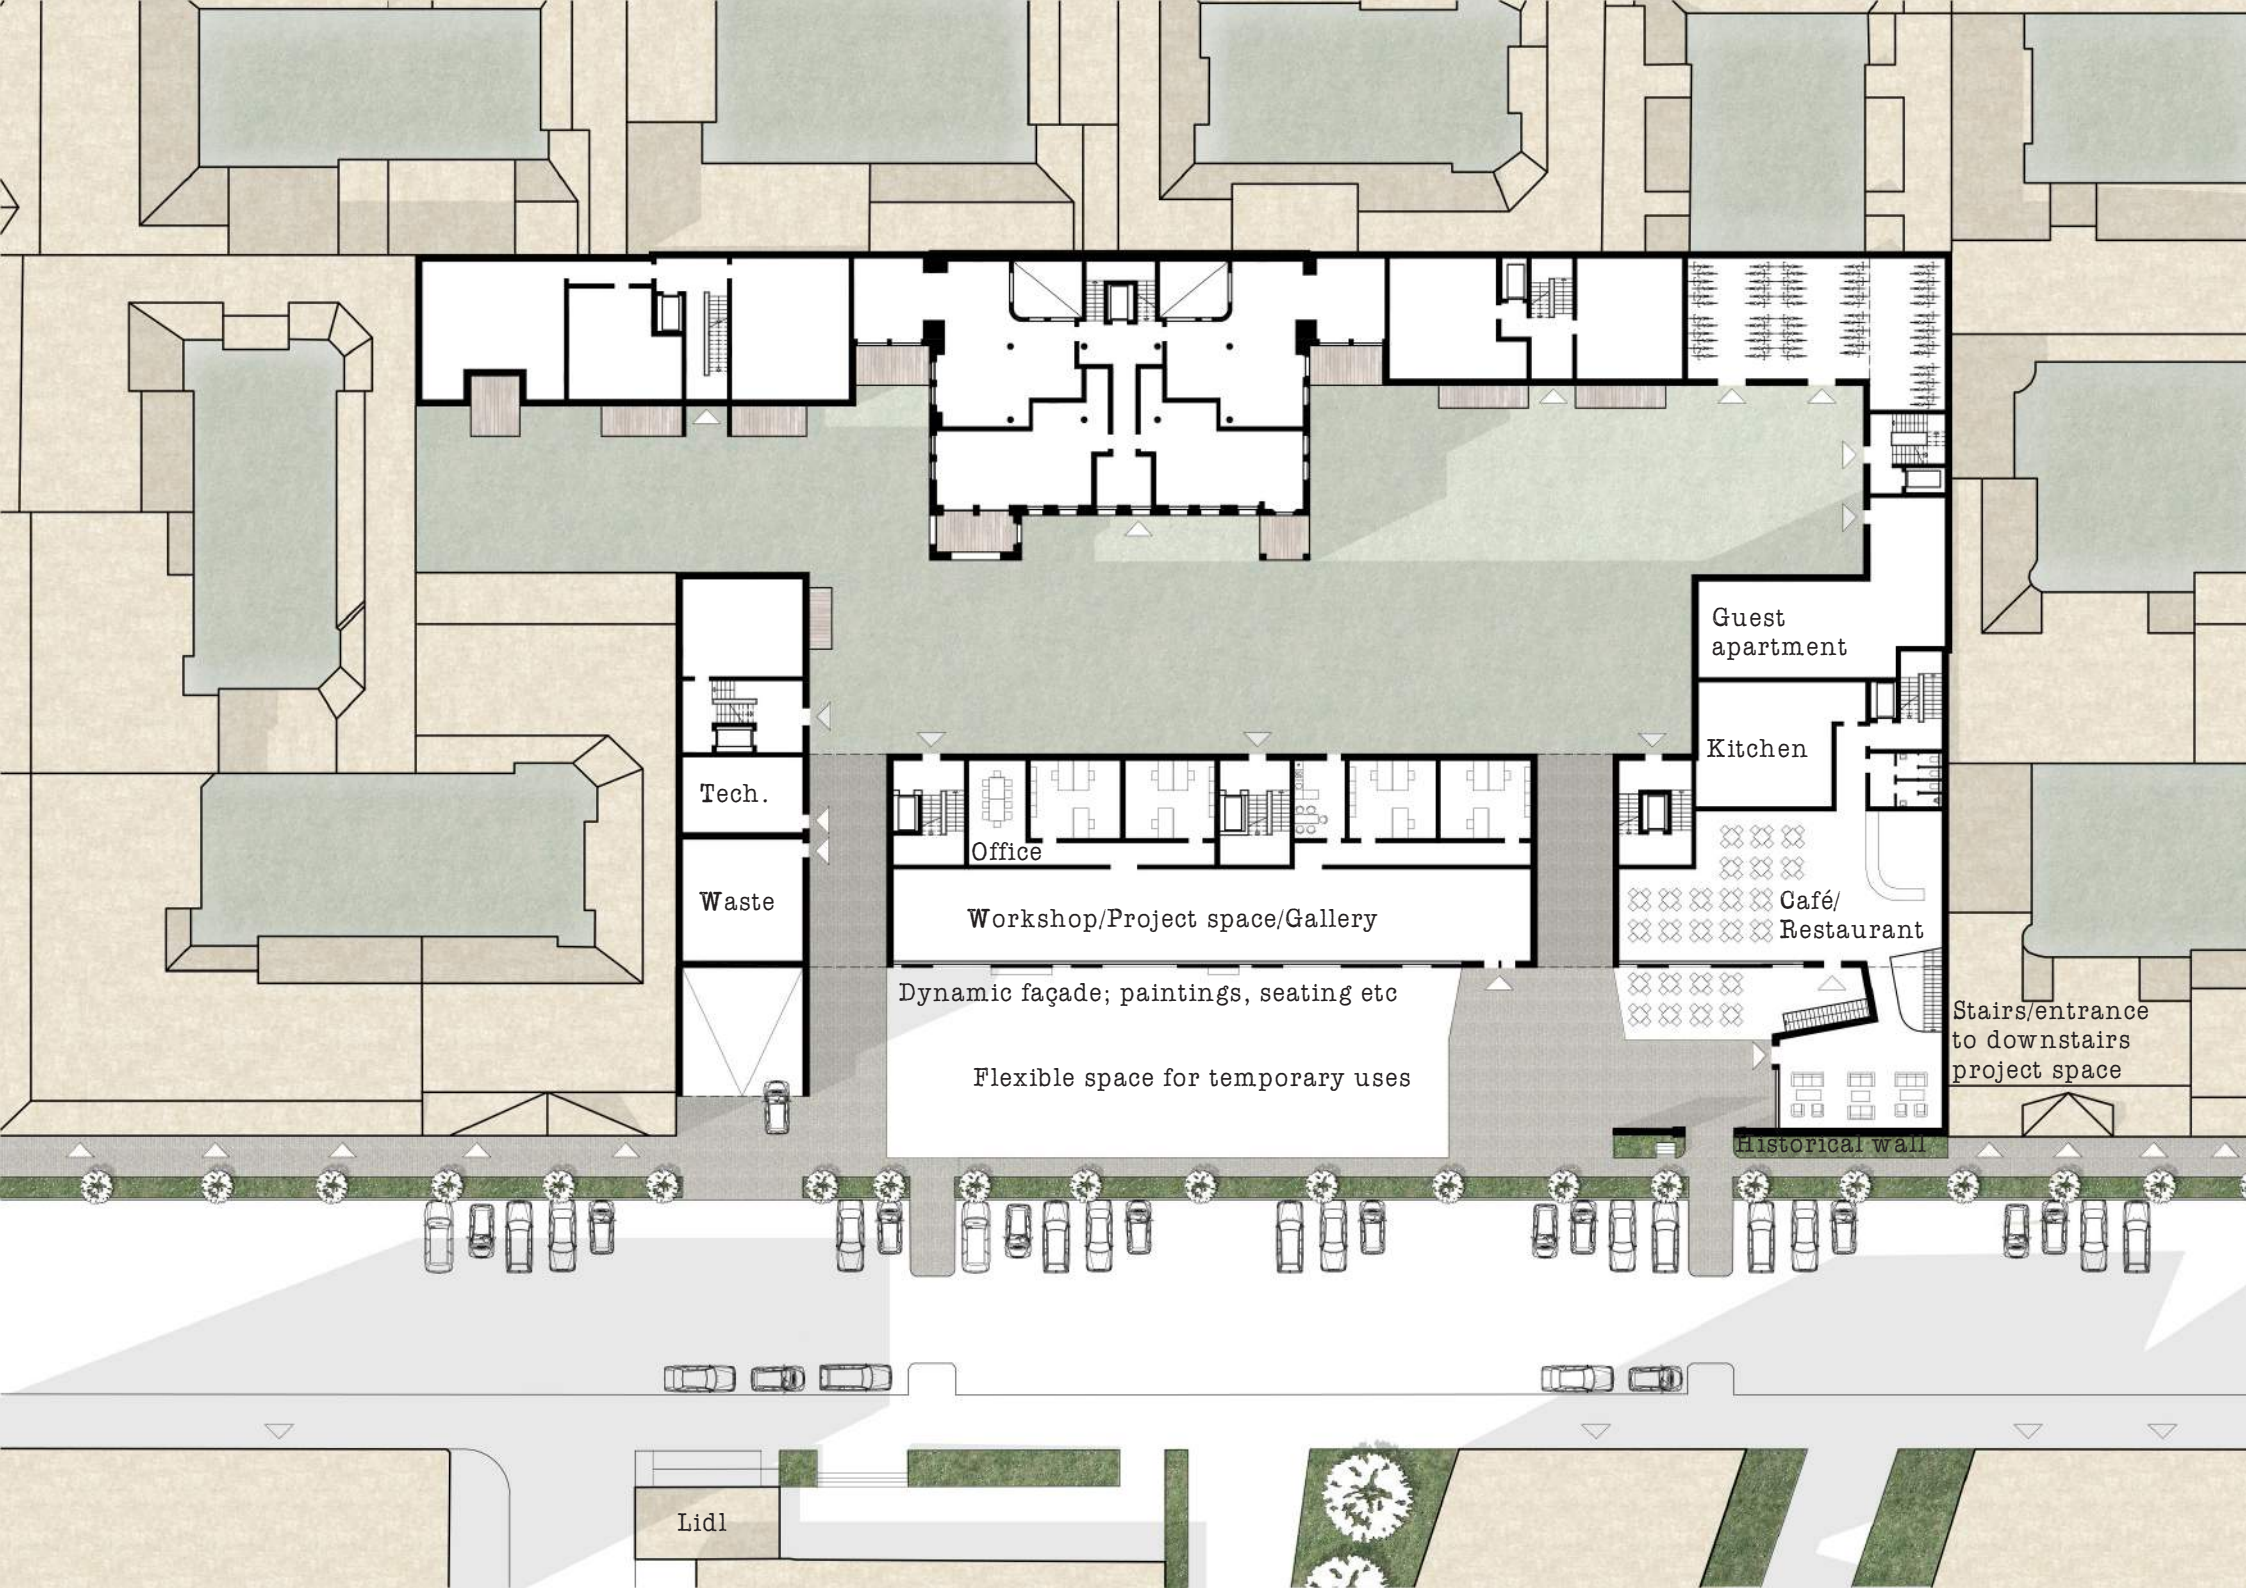 Guest
apartment
Kitchen
Tech.
Office
Waste
Workshop/Project space/Gallery
Café/
Restaurant
Dynamic façade; paintings, seating etc
Stairs/entrance
to downstairs
project space
Flexible space for temporary uses
Historical wall
Lidl